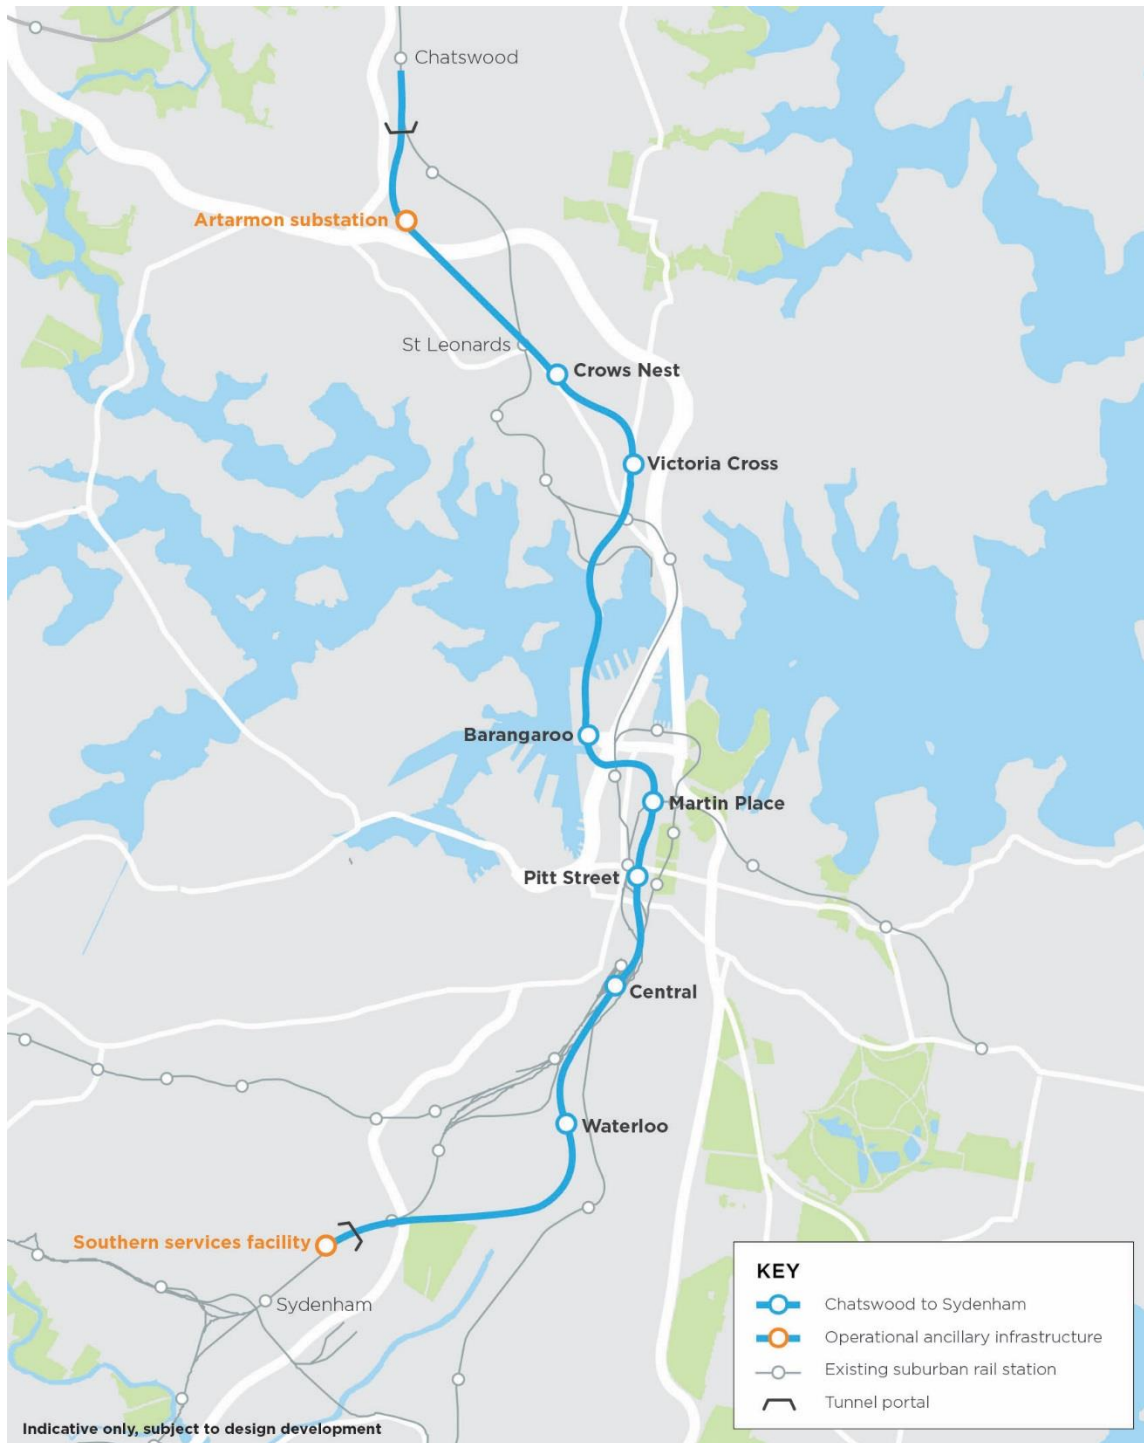 Chatswood
Artarmon substation
St Leonards
Crows Nest
Victoria Cross
Barangaroo
Martin Place
Pitt Street
Central
Waterloo
Southern services facility
Sydenham
KEY
Chatswood to Sydenham
Operational ancillary infrastructure
Existing suburban rail station
Tunnel portal
Indicative only, subject to design development